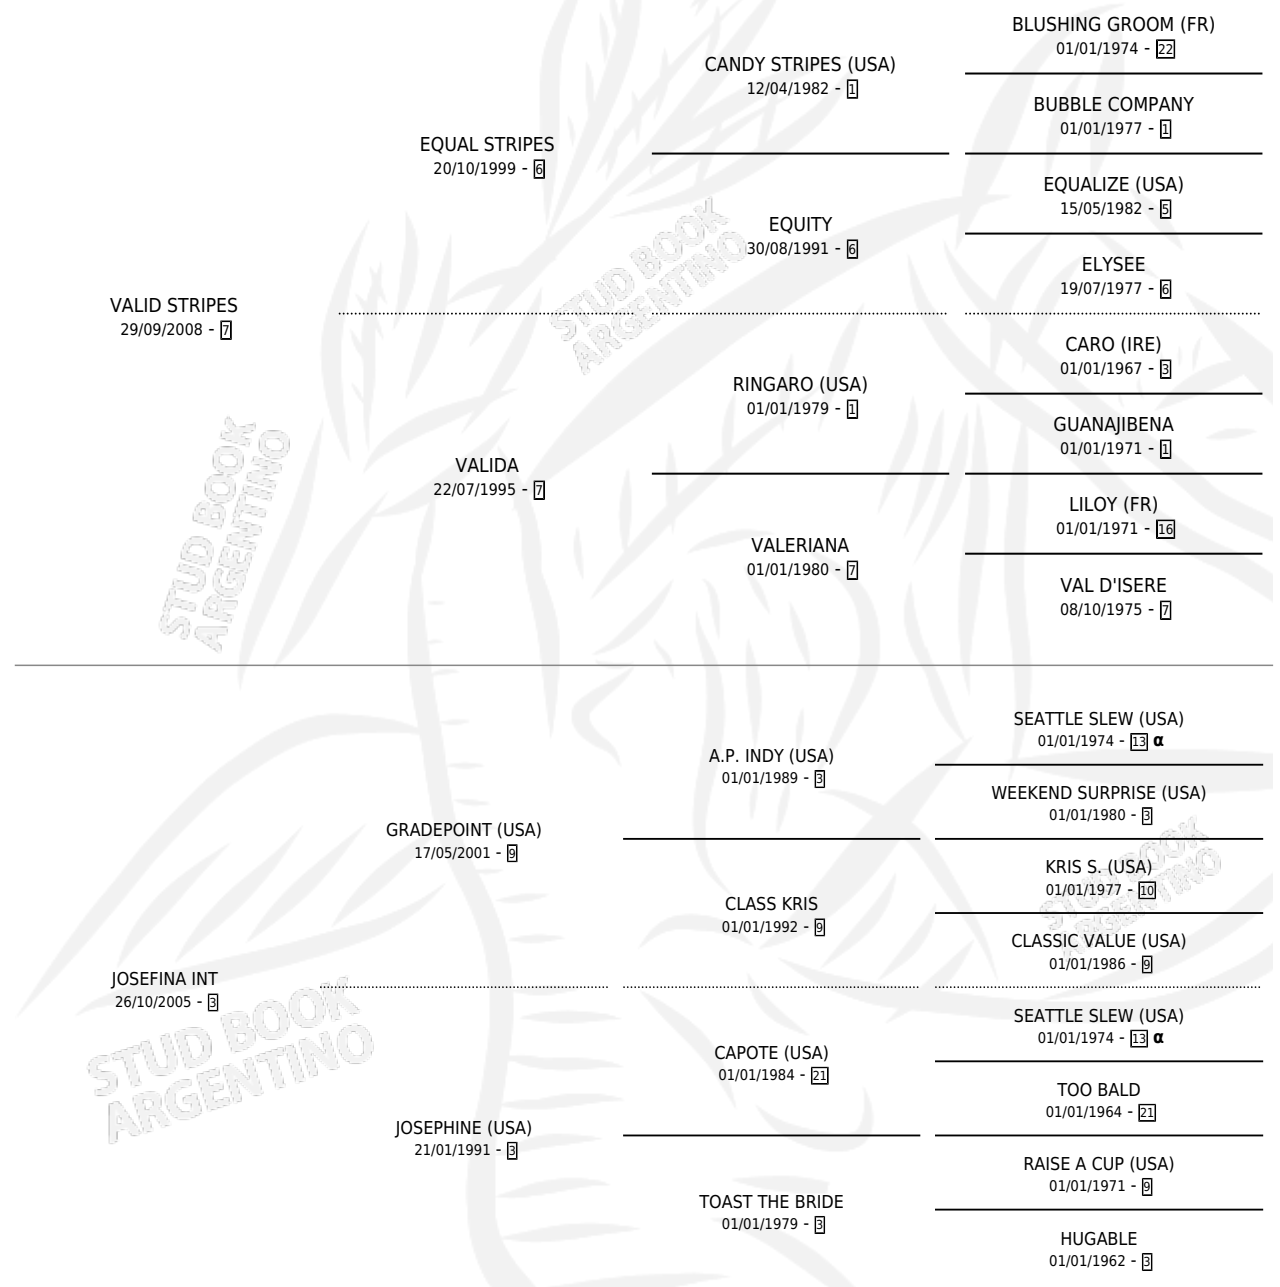 BLUSHING GROOM (FR)
01/01/1974 - 22
CANDY STRIPES (USA)
12/04/1982 - 1
BUBBLE COMPANY
01/01/1977 - 1
EQUAL STRIPES
20/10/1999 - 6
EQUALIZE (USA)
15/05/1982 - 5
EQUITY
30/08/1991 - 6
ELYSEE
19/07/1977 - 6
VALID STRIPES
29/09/2008 - 7
CARO (IRE)
01/01/1967 - 3
RINGARO (USA)
01/01/1979 - 1
GUANAJIBENA
01/01/1971 - 1
VALIDA
22/07/1995 - 7
LILOY (FR)
01/01/1971 - 16
VALERIANA
01/01/1980 - 7
VAL D'ISERE
08/10/1975 - 7
SEATTLE SLEW (USA)
01/01/1974 - 13 α
A.P. INDY (USA)
01/01/1989 - 3
WEEKEND SURPRISE (USA)
01/01/1980 - 3
GRADEPOINT (USA)
17/05/2001 - 9
KRIS S. (USA)
01/01/1977 - 10
CLASS KRIS
01/01/1992 - 9
CLASSIC VALUE (USA)
01/01/1986 - 9
JOSEFINA INT
26/10/2005 - 3
SEATTLE SLEW (USA)
01/01/1974 - 13 α
CAPOTE (USA)
01/01/1984 - 21
TOO BALD
01/01/1964 - 21
JOSEPHINE (USA)
21/01/1991 - 3
RAISE A CUP (USA)
01/01/1971 - 9
TOAST THE BRIDE
01/01/1979 - 3
HUGABLE
01/01/1962 - 3
STUD BOOK
ARGENTINO
STUD BOOK
ARGENTINO
STUD BOOK
ARGENTINO
STUD BOOK
ARGENTINO